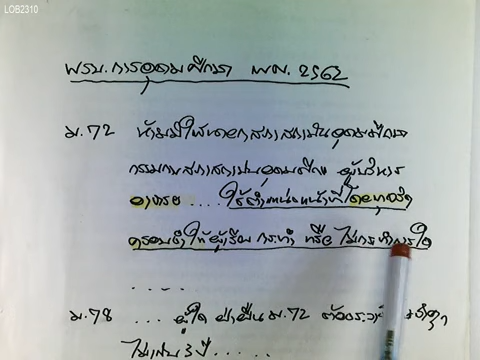 LOB2310
พรบ.การอุดมศึกษา พ.ศ. 2562
ม.72 ห้ามมิให้นายกสภาสถาบันอุดมศึกษา
กรรมการสภาสถาบันอุดมศึกษา ผู้บริหาร
อาจารย์ .... ใช้ตำแหน่งหน้าที่โดยทุจริต
ครอบงำให้ผู้เรียน กระทำ หรือ ไม่กระทำการใด
....
ม.78 ... ผู้ใด ฝ่าฝืน ม.72 ต้องระวาง
ไม่เกิน 3 ปี .....